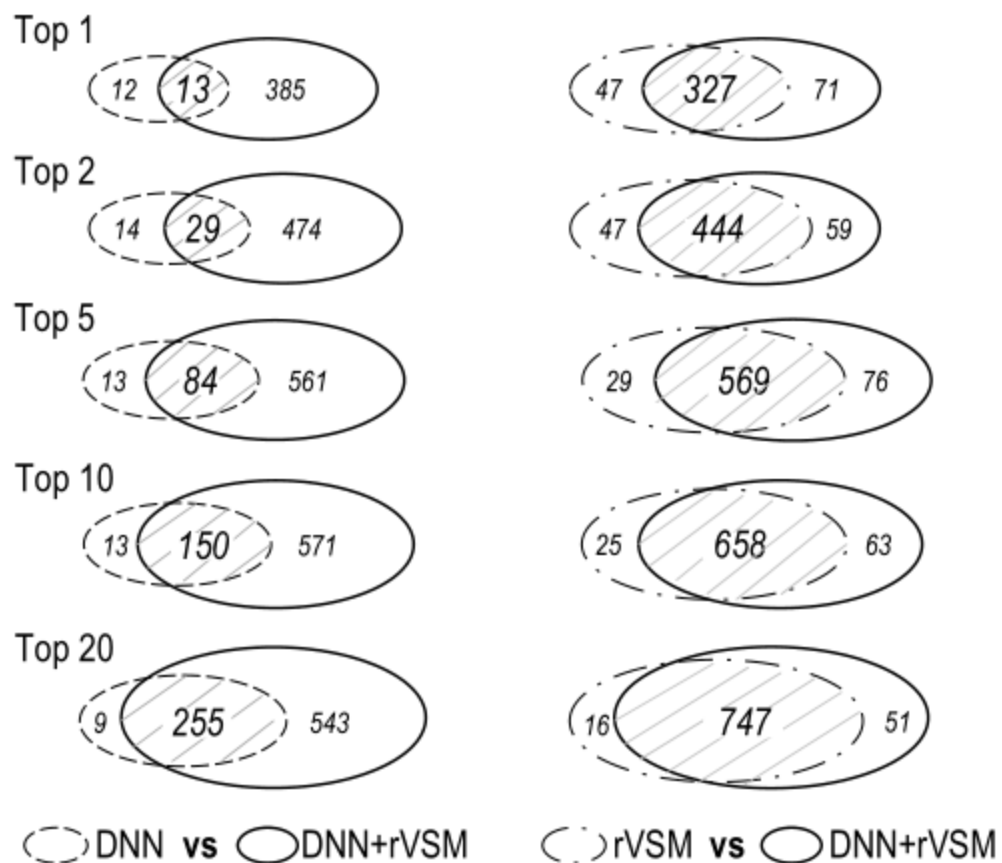 Top 1
12 13 385 47 327 71
Top 2
14 29 474 47 444 59
Top 5
13 84 561 29 569 76
Top 10
13 150 571 25 658 63
Top 20
9 255 543 16 747 51
DNN vs DNN+rVSM rVSM vs DNN+rVSM